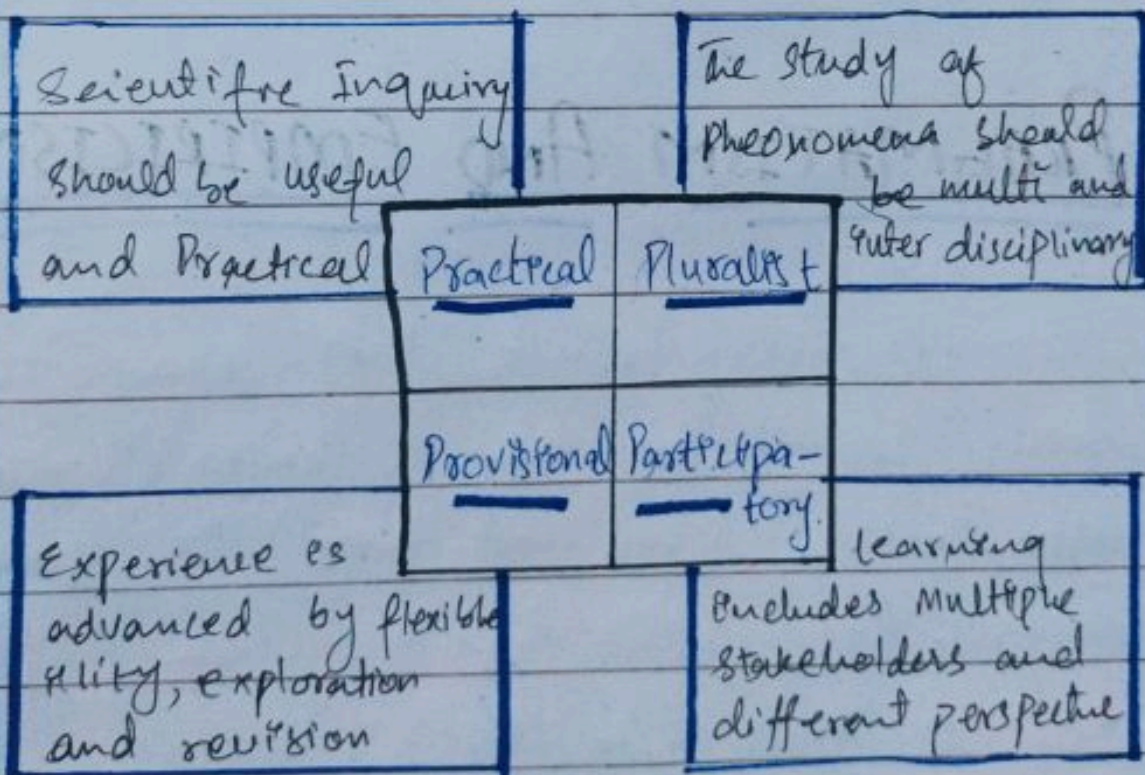 Scientifre Inquiry
should be useful
and Practical
The study of
Pheonomena should
be multi and
inter disciplinary
Practical
Pluralist
Provisional
Participa-
tory.
Experience is
advanced by flexible
ility, exploration
and revision
learning
includes Multiple
stakeholders and
different perspective